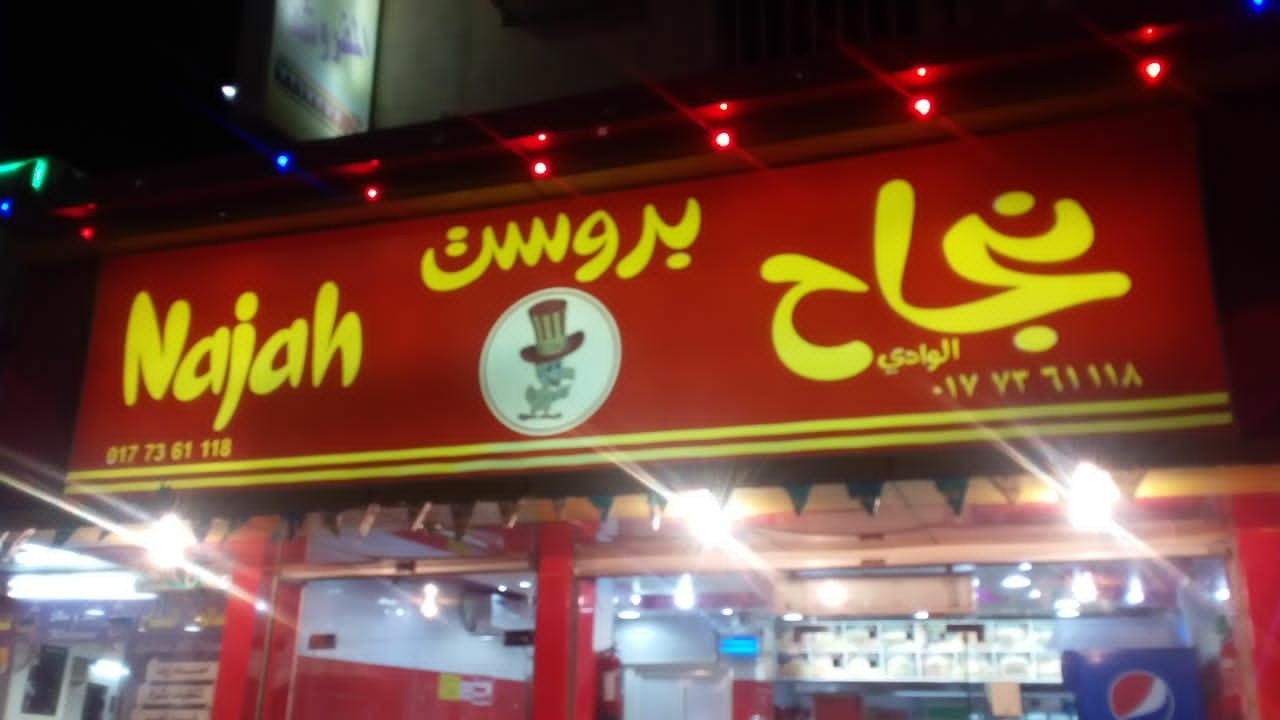 نجاح
الوادي
٠١٧ ٧٣ ٦١ ١١٨
بروست
Najah
017 73 61 118